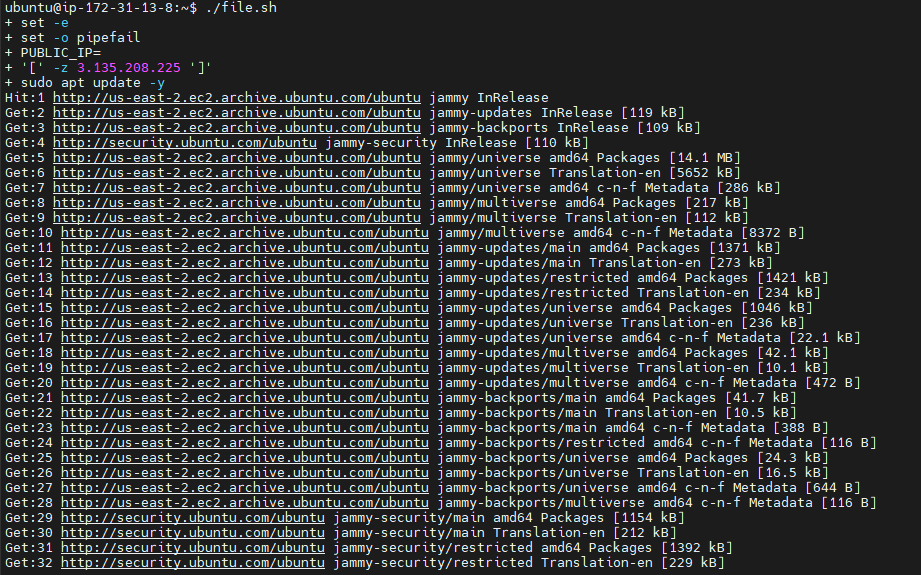 ubuntu@ip-172-31-13-8:~$ ./file.sh
+ set -e
+ set -o pipefail
+ PUBLIC_IP=
+ '[' -z 3.135.208.225 ']'
+ sudo apt update -y
Hit:1 http://us-east-2.ec2.archive.ubuntu.com/ubuntu jammy InRelease
Get:2 http://us-east-2.ec2.archive.ubuntu.com/ubuntu jammy-updates InRelease [119 kB]
Get:3 http://us-east-2.ec2.archive.ubuntu.com/ubuntu jammy-backports InRelease [109 kB]
Get:4 http://security.ubuntu.com/ubuntu jammy-security InRelease [110 kB]
Get:5 http://us-east-2.ec2.archive.ubuntu.com/ubuntu jammy/universe amd64 Packages [14.1 MB]
Get:6 http://us-east-2.ec2.archive.ubuntu.com/ubuntu jammy/universe Translation-en [5652 kB]
Get:7 http://us-east-2.ec2.archive.ubuntu.com/ubuntu jammy/universe amd64 c-n-f Metadata [286 kB]
Get:8 http://us-east-2.ec2.archive.ubuntu.com/ubuntu jammy/multiverse amd64 Packages [217 kB]
Get:9 http://us-east-2.ec2.archive.ubuntu.com/ubuntu jammy/multiverse Translation-en [112 kB]
Get:10 http://us-east-2.ec2.archive.ubuntu.com/ubuntu jammy/multiverse amd64 c-n-f Metadata [8372 B]
Get:11 http://us-east-2.ec2.archive.ubuntu.com/ubuntu jammy-updates/main amd64 Packages [1371 kB]
Get:12 http://us-east-2.ec2.archive.ubuntu.com/ubuntu jammy-updates/main Translation-en [273 kB]
Get:13 http://us-east-2.ec2.archive.ubuntu.com/ubuntu jammy-updates/restricted amd64 Packages [1421 kB]
Get:14 http://us-east-2.ec2.archive.ubuntu.com/ubuntu jammy-updates/restricted Translation-en [234 kB]
Get:15 http://us-east-2.ec2.archive.ubuntu.com/ubuntu jammy-updates/universe amd64 Packages [1046 kB]
Get:16 http://us-east-2.ec2.archive.ubuntu.com/ubuntu jammy-updates/universe Translation-en [236 kB]
Get:17 http://us-east-2.ec2.archive.ubuntu.com/ubuntu jammy-updates/universe amd64 c-n-f Metadata [22.1 kB]
Get:18 http://us-east-2.ec2.archive.ubuntu.com/ubuntu jammy-updates/multiverse amd64 Packages [42.1 kB]
Get:19 http://us-east-2.ec2.archive.ubuntu.com/ubuntu jammy-updates/multiverse Translation-en [10.1 kB]
Get:20 http://us-east-2.ec2.archive.ubuntu.com/ubuntu jammy-updates/multiverse amd64 c-n-f Metadata [472 B]
Get:21 http://us-east-2.ec2.archive.ubuntu.com/ubuntu jammy-backports/main amd64 Packages [41.7 kB]
Get:22 http://us-east-2.ec2.archive.ubuntu.com/ubuntu jammy-backports/main Translation-en [10.5 kB]
Get:23 http://us-east-2.ec2.archive.ubuntu.com/ubuntu jammy-backports/main amd64 c-n-f Metadata [388 B]
Get:24 http://us-east-2.ec2.archive.ubuntu.com/ubuntu jammy-backports/restricted amd64 c-n-f Metadata [116 B]
Get:25 http://us-east-2.ec2.archive.ubuntu.com/ubuntu jammy-backports/universe amd64 Packages [24.3 kB]
Get:26 http://us-east-2.ec2.archive.ubuntu.com/ubuntu jammy-backports/universe Translation-en [16.5 kB]
Get:27 http://us-east-2.ec2.archive.ubuntu.com/ubuntu jammy-backports/universe amd64 c-n-f Metadata [644 B]
Get:28 http://us-east-2.ec2.archive.ubuntu.com/ubuntu jammy-backports/multiverse amd64 c-n-f Metadata [116 B]
Get:29 http://security.ubuntu.com/ubuntu jammy-security/main amd64 Packages [1154 kB]
Get:30 http://security.ubuntu.com/ubuntu jammy-security/main Translation-en [212 kB]
Get:31 http://security.ubuntu.com/ubuntu jammy-security/restricted amd64 Packages [1392 kB]
Get:32 http://security.ubuntu.com/ubuntu jammy-security/restricted Translation-en [229 kB]